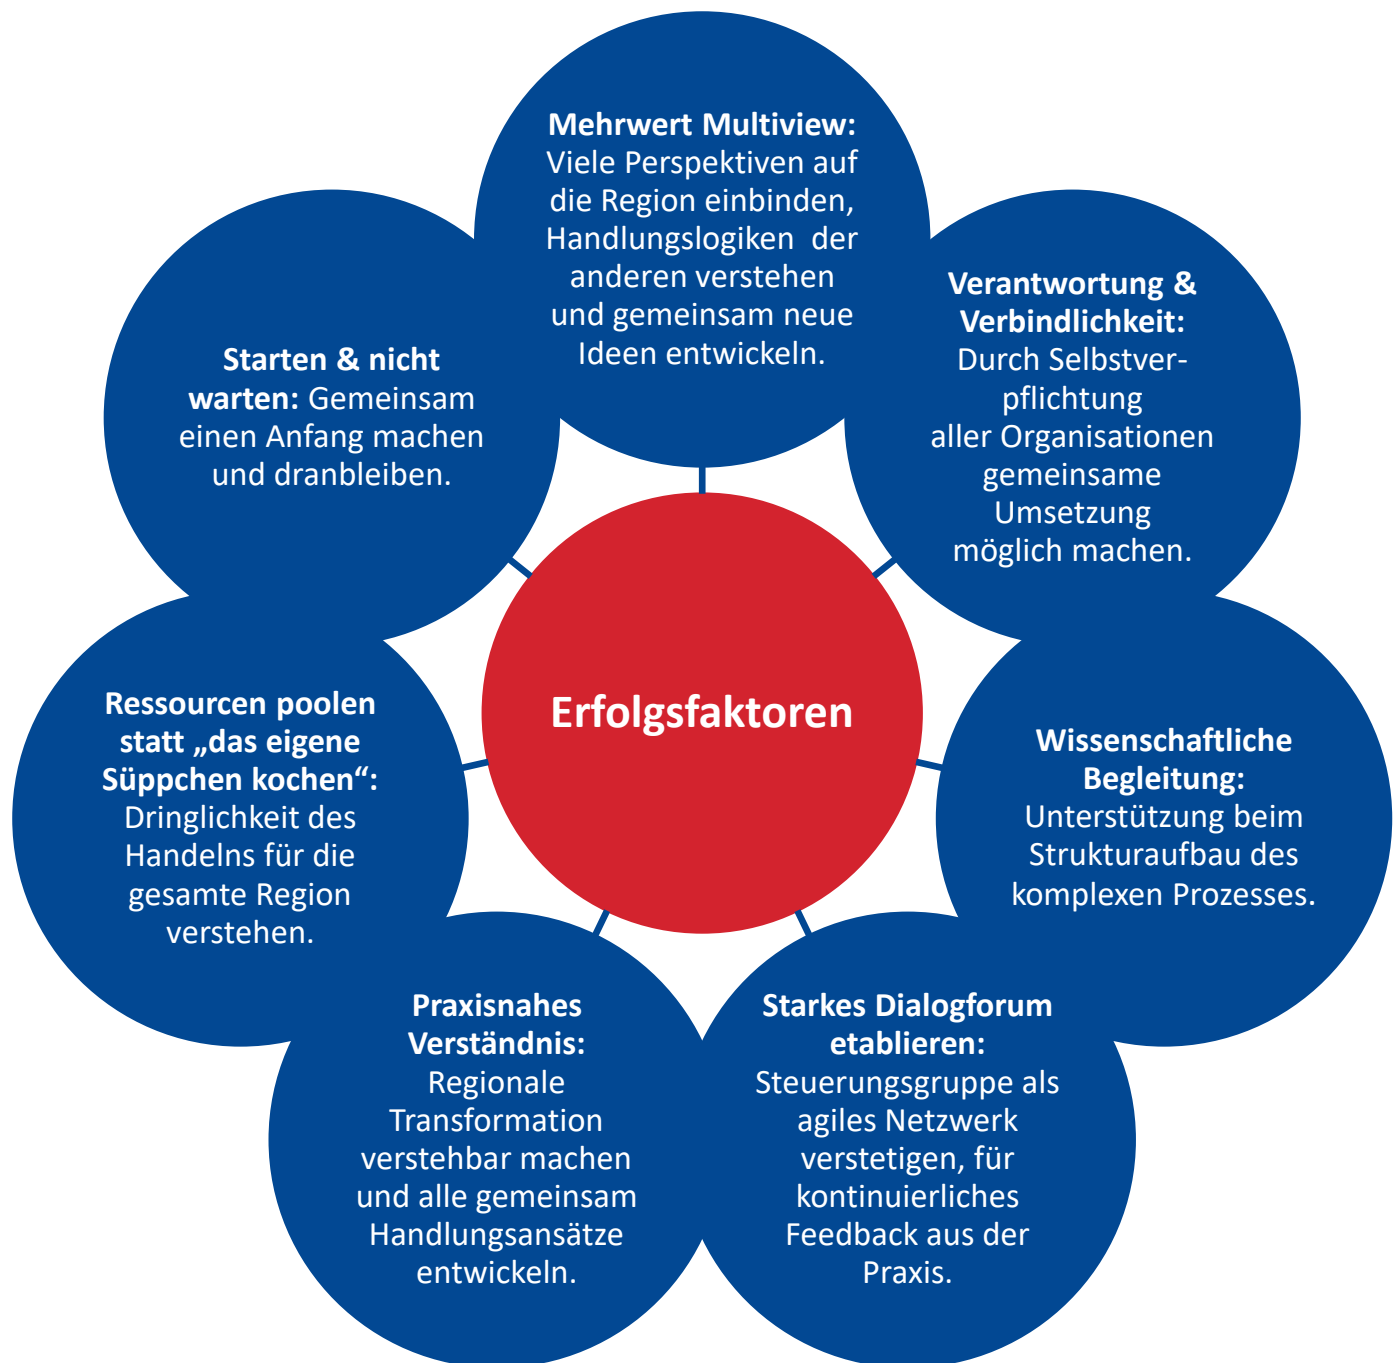 Mehrwert Multiview:
Viele Perspektiven auf
die Region einbinden,
Handlungslogiken  der
anderen verstehen
und gemeinsam neue
Ideen entwickeln.
Verantwortung &
Verbindlichkeit:
Durch Selbstver-
pflichtung
aller Organisationen
gemeinsame
Umsetzung
möglich machen.
Wissenschaftliche
Begleitung:
Unterstützung beim
Strukturaufbau des
komplexen Prozesses.
Starkes Dialogforum
etablieren:
Steuerungsgruppe als
agiles Netzwerk
verstetigen, für
kontinuierliches
Feedback aus der
Praxis.
Praxisnahes
Verständnis:
Regionale
Transformation
verstehbar machen
und alle gemeinsam
Handlungsansätze
entwickeln.
Ressourcen poolen
statt „das eigene
Süppchen kochen“:
Dringlichkeit des
Handelns für die
gesamte Region
verstehen.
Starten & nicht
warten: Gemeinsam
einen Anfang machen
und dranbleiben.
Erfolgsfaktoren